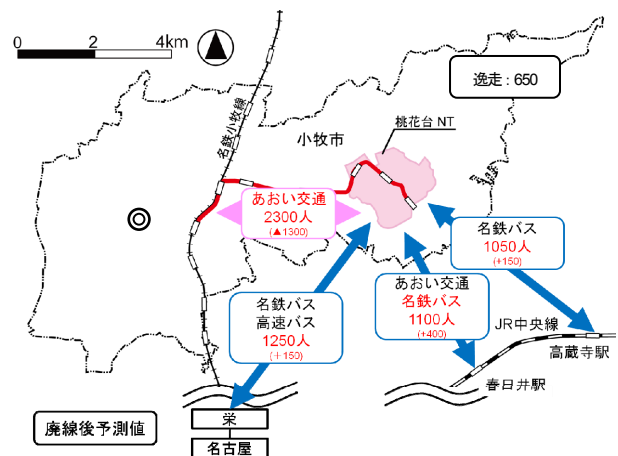 0 2 4km
逸走：650
名鉄小牧線
小牧市
桃花台 NT
あおい交通
2300人
(▲1300)
名鉄バス
1050人
(+150)
あおい交通
名鉄バス
1100人
(+400)
名鉄バス
高速バス
1250人
(＋150)
JR中央線
高蔵寺駅
春日井駅
廃線後予測値
栄
名古屋